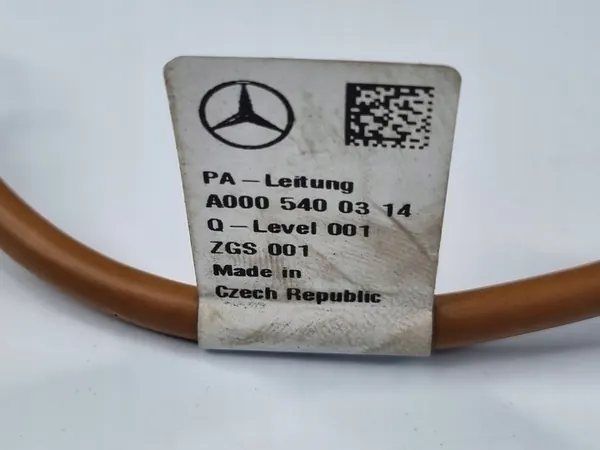 PA - Leitung
A000 540 03 14
Q - Level 001
ZGS 001
Made in
Czech Republic